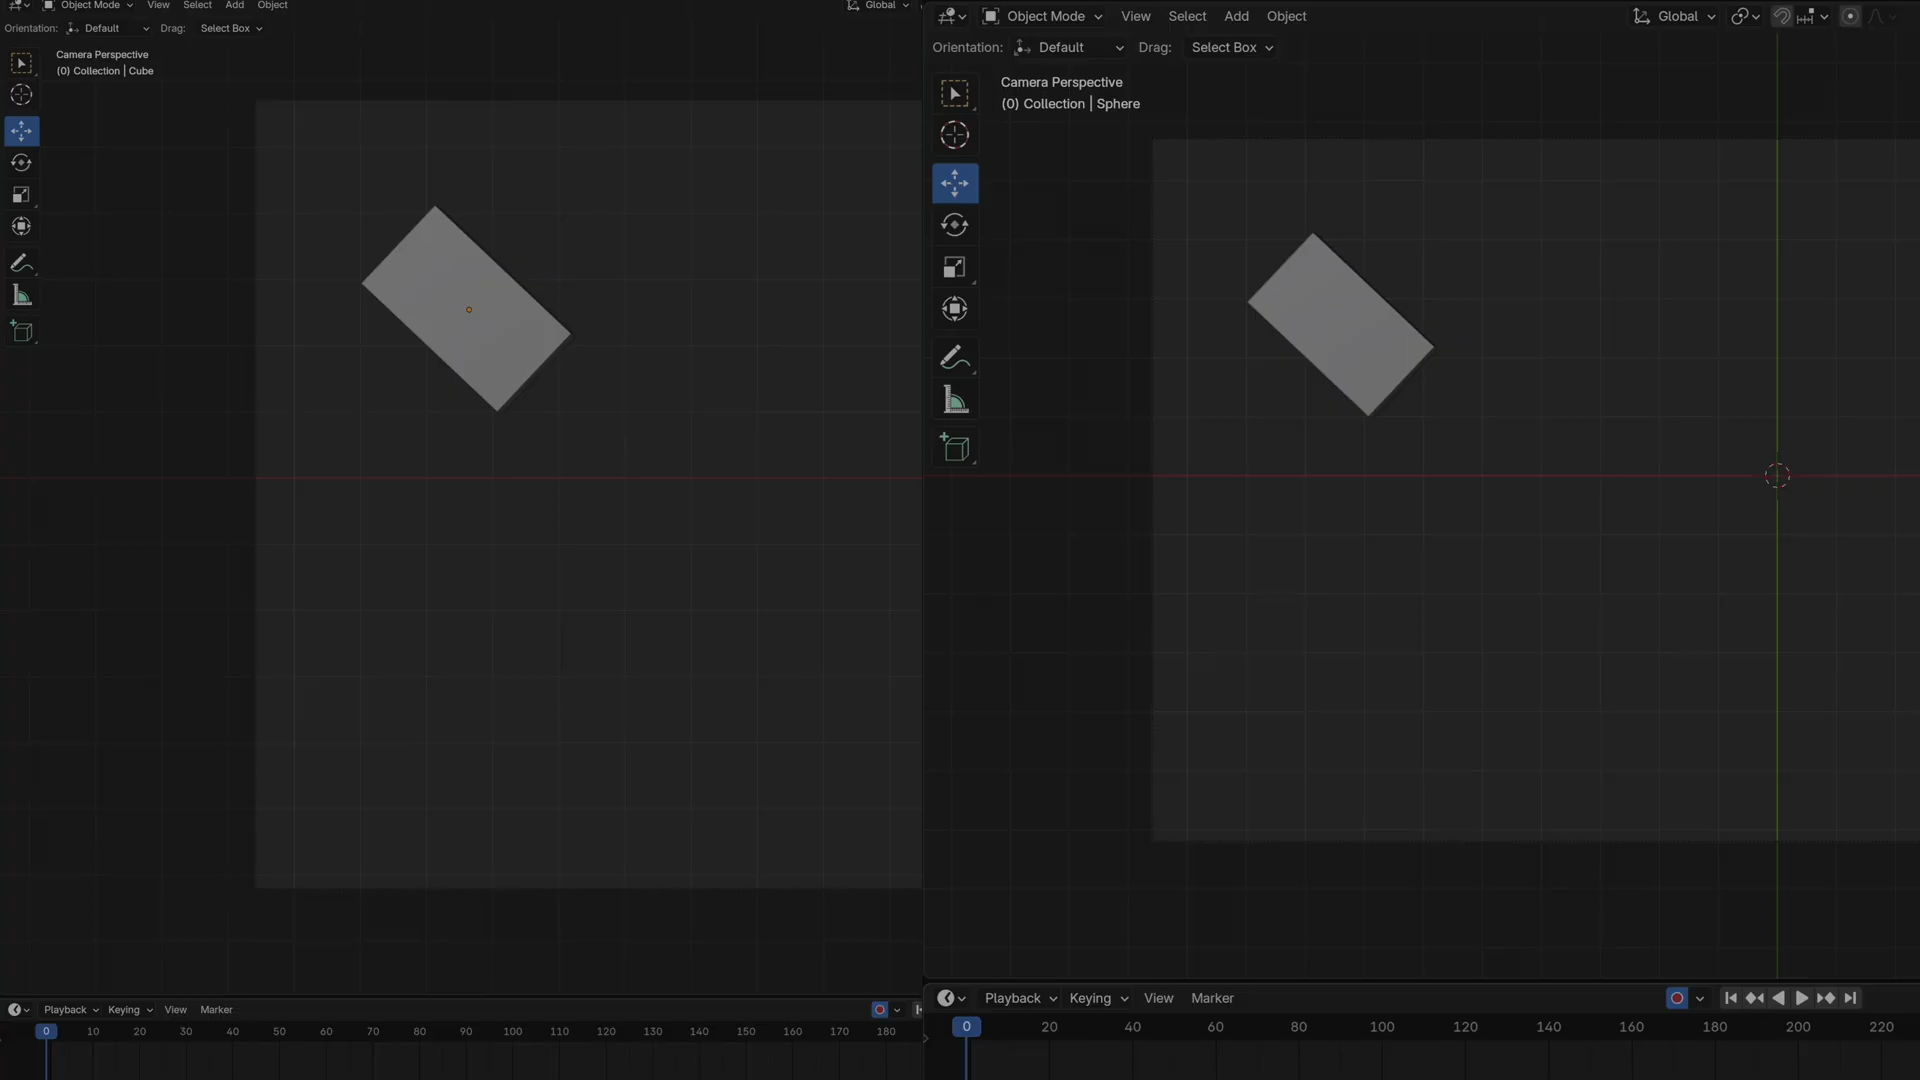 Object Mode View Select Add Object Global
Orientation: Default Drag: Select Box
Camera Perspective
(0) Collection | Cube
Playback Keying View Marker
0 10 20 30 40 50 60 70 80 90 100 110 120 130 140 150 160 170 180
Object Mode View Select Add Object Global
Orientation: Default Drag: Select Box
Camera Perspective
(0) Collection | Sphere
Playback Keying View Marker
0 20 40 60 80 100 120 140 160 180 200 220